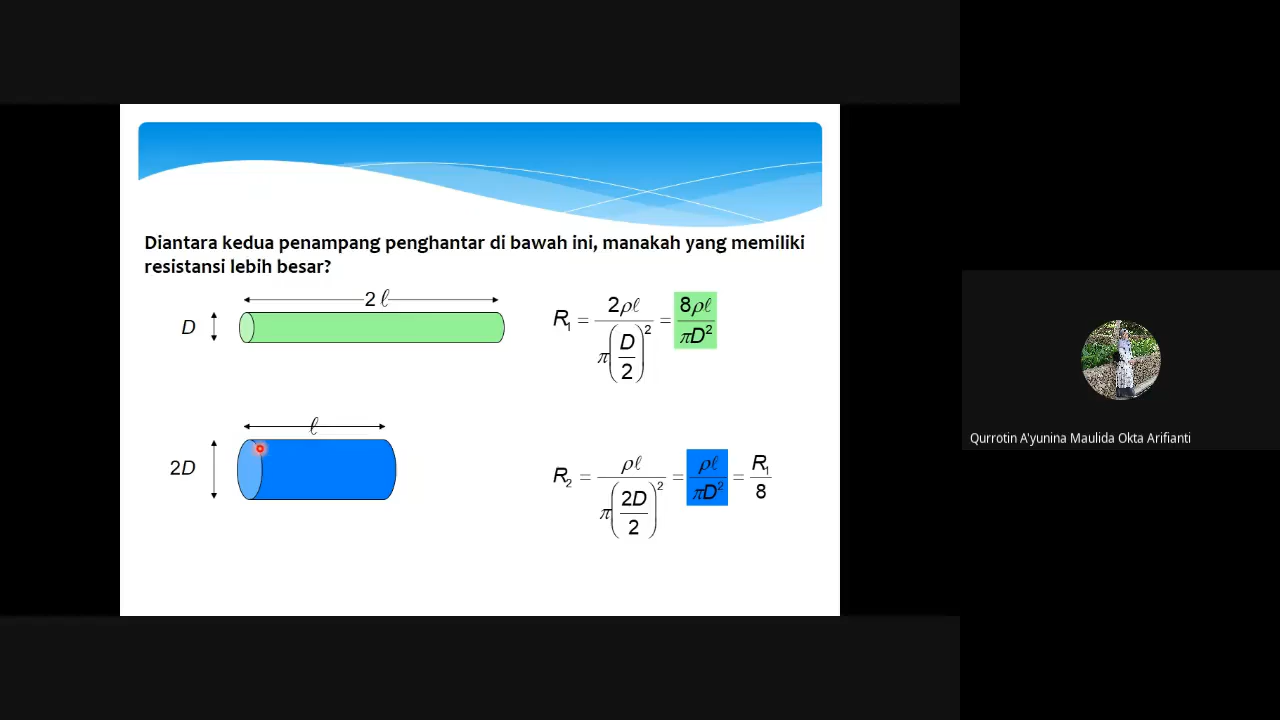 Diantara kedua penampang penghantar di bawah ini, manakah yang memiliki
resistansi lebih besar?
2ℓ
D
R₁ = 2ρℓ / π(D/2)² = 8ρℓ / πD²
ℓ
2D
R₂ = ρℓ / π(2D/2)² = ρℓ / πD² = R₁ / 8
Qurrotin A'yunina Maulida Okta Arifianti